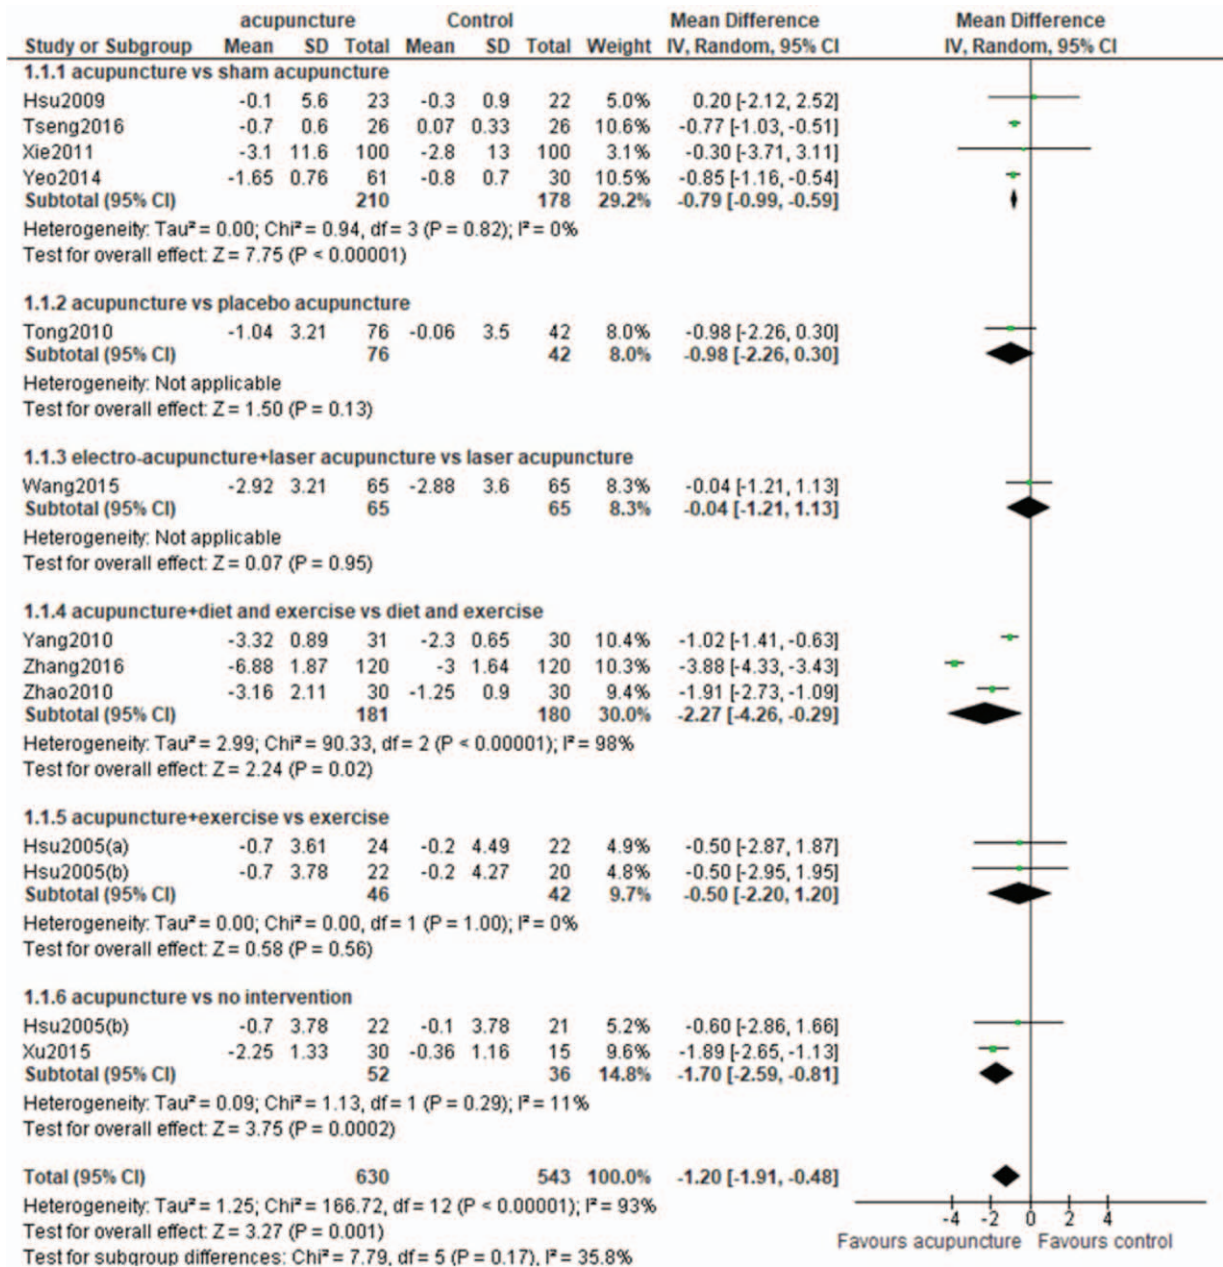 acupuncture Control Mean Difference Mean Difference
Study or Subgroup Mean SD Total Mean SD Total Weight IV, Random, 95% CI IV, Random, 95% CI
1.1.1 acupuncture vs sham acupuncture
Hsu2009 -0.1 5.6 23 -0.3 0.9 22 5.0% 0.20 [-2.12, 2.52]
Tseng2016 -0.7 0.6 26 0.07 0.33 26 10.6% -0.77 [-1.03, -0.51]
Xie2011 -3.1 11.6 100 -2.8 13 100 3.1% -0.30 [-3.71, 3.11]
Yeo2014 -1.65 0.76 61 -0.8 0.7 30 10.5% -0.85 [-1.16, -0.54]
Subtotal (95% CI) 210 178 29.2% -0.79 [-0.99, -0.59]
Heterogeneity: Tau² = 0.00; Chi² = 0.94, df = 3 (P = 0.82); I² = 0%
Test for overall effect: Z = 7.75 (P < 0.00001)
1.1.2 acupuncture vs placebo acupuncture
Tong2010 -1.04 3.21 76 -0.06 3.5 42 8.0% -0.98 [-2.26, 0.30]
Subtotal (95% CI) 76 42 8.0% -0.98 [-2.26, 0.30]
Heterogeneity: Not applicable
Test for overall effect: Z = 1.50 (P = 0.13)
1.1.3 electro-acupuncture+laser acupuncture vs laser acupuncture
Wang2015 -2.92 3.21 65 -2.88 3.6 65 8.3% -0.04 [-1.21, 1.13]
Subtotal (95% CI) 65 65 8.3% -0.04 [-1.21, 1.13]
Heterogeneity: Not applicable
Test for overall effect: Z = 0.07 (P = 0.95)
1.1.4 acupuncture+diet and exercise vs diet and exercise
Yang2010 -3.32 0.89 31 -2.3 0.65 30 10.4% -1.02 [-1.41, -0.63]
Zhang2016 -6.88 1.87 120 -3 1.64 120 10.3% -3.88 [-4.33, -3.43]
Zhao2010 -3.16 2.11 30 -1.25 0.9 30 9.4% -1.91 [-2.73, -1.09]
Subtotal (95% CI) 181 180 30.0% -2.27 [-4.26, -0.29]
Heterogeneity: Tau² = 2.99; Chi² = 90.33, df = 2 (P < 0.00001); I² = 98%
Test for overall effect: Z = 2.24 (P = 0.02)
1.1.5 acupuncture+exercise vs exercise
Hsu2005(a) -0.7 3.61 24 -0.2 4.49 22 4.9% -0.50 [-2.87, 1.87]
Hsu2005(b) -0.7 3.78 22 -0.2 4.27 20 4.8% -0.50 [-2.95, 1.95]
Subtotal (95% CI) 46 42 9.7% -0.50 [-2.20, 1.20]
Heterogeneity: Tau² = 0.00; Chi² = 0.00, df = 1 (P = 1.00); I² = 0%
Test for overall effect: Z = 0.58 (P = 0.56)
1.1.6 acupuncture vs no intervention
Hsu2005(b) -0.7 3.78 22 -0.1 3.78 21 5.2% -0.60 [-2.86, 1.66]
Xu2015 -2.25 1.33 30 -0.36 1.16 15 9.6% -1.89 [-2.65, -1.13]
Subtotal (95% CI) 52 36 14.8% -1.70 [-2.59, -0.81]
Heterogeneity: Tau² = 0.09; Chi² = 1.13, df = 1 (P = 0.29); I² = 11%
Test for overall effect: Z = 3.75 (P = 0.0002)
Total (95% CI) 630 543 100.0% -1.20 [-1.91, -0.48]
Heterogeneity: Tau² = 1.25; Chi² = 166.72, df = 12 (P < 0.00001); I² = 93%
Test for overall effect: Z = 3.27 (P = 0.001)
Test for subgroup differences: Chi² = 7.79, df = 5 (P = 0.17), I² = 35.8%
-4 -2 0 2 4
Favours acupuncture Favours control